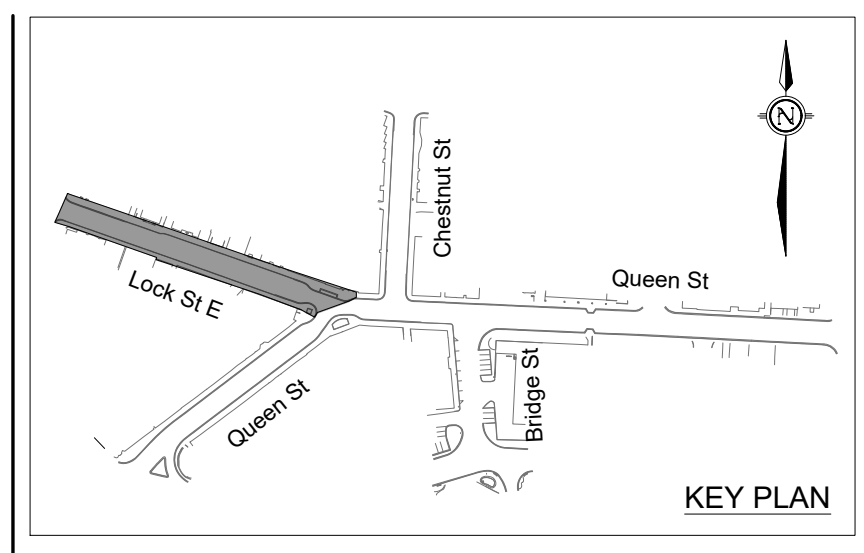 N
Chestnut St
Queen St
Lock St E
Bridge St
Queen St
KEY PLAN